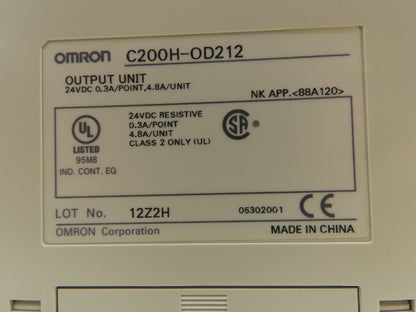 OMRON C200H-OD212
OUTPUT UNIT
24VDC 0.3A/POINT,4.8A/UNIT
NK APP.<88A120>
UL
LISTED
95M8
IND. CONT. EQ
24VDC RESISTIVE
0.3A/POINT
4.8A/UNIT
CLASS 2 ONLY (UL)
SA ®
LOT No. 12Z2H
05302001 CE
OMRON Corporation MADE IN CHINA